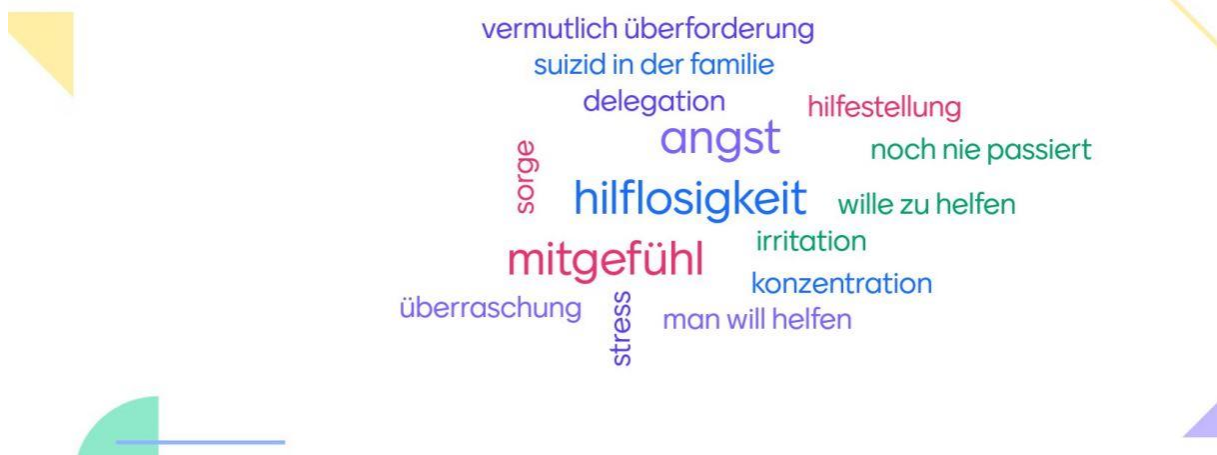 vermutlich überforderung
suizid in der familie
delegation
hilfestellung
angst
noch nie passiert
sorge
hilflosigkeit
wille zu helfen
irritation
mitgefühl
konzentration
überraschung
stress
man will helfen